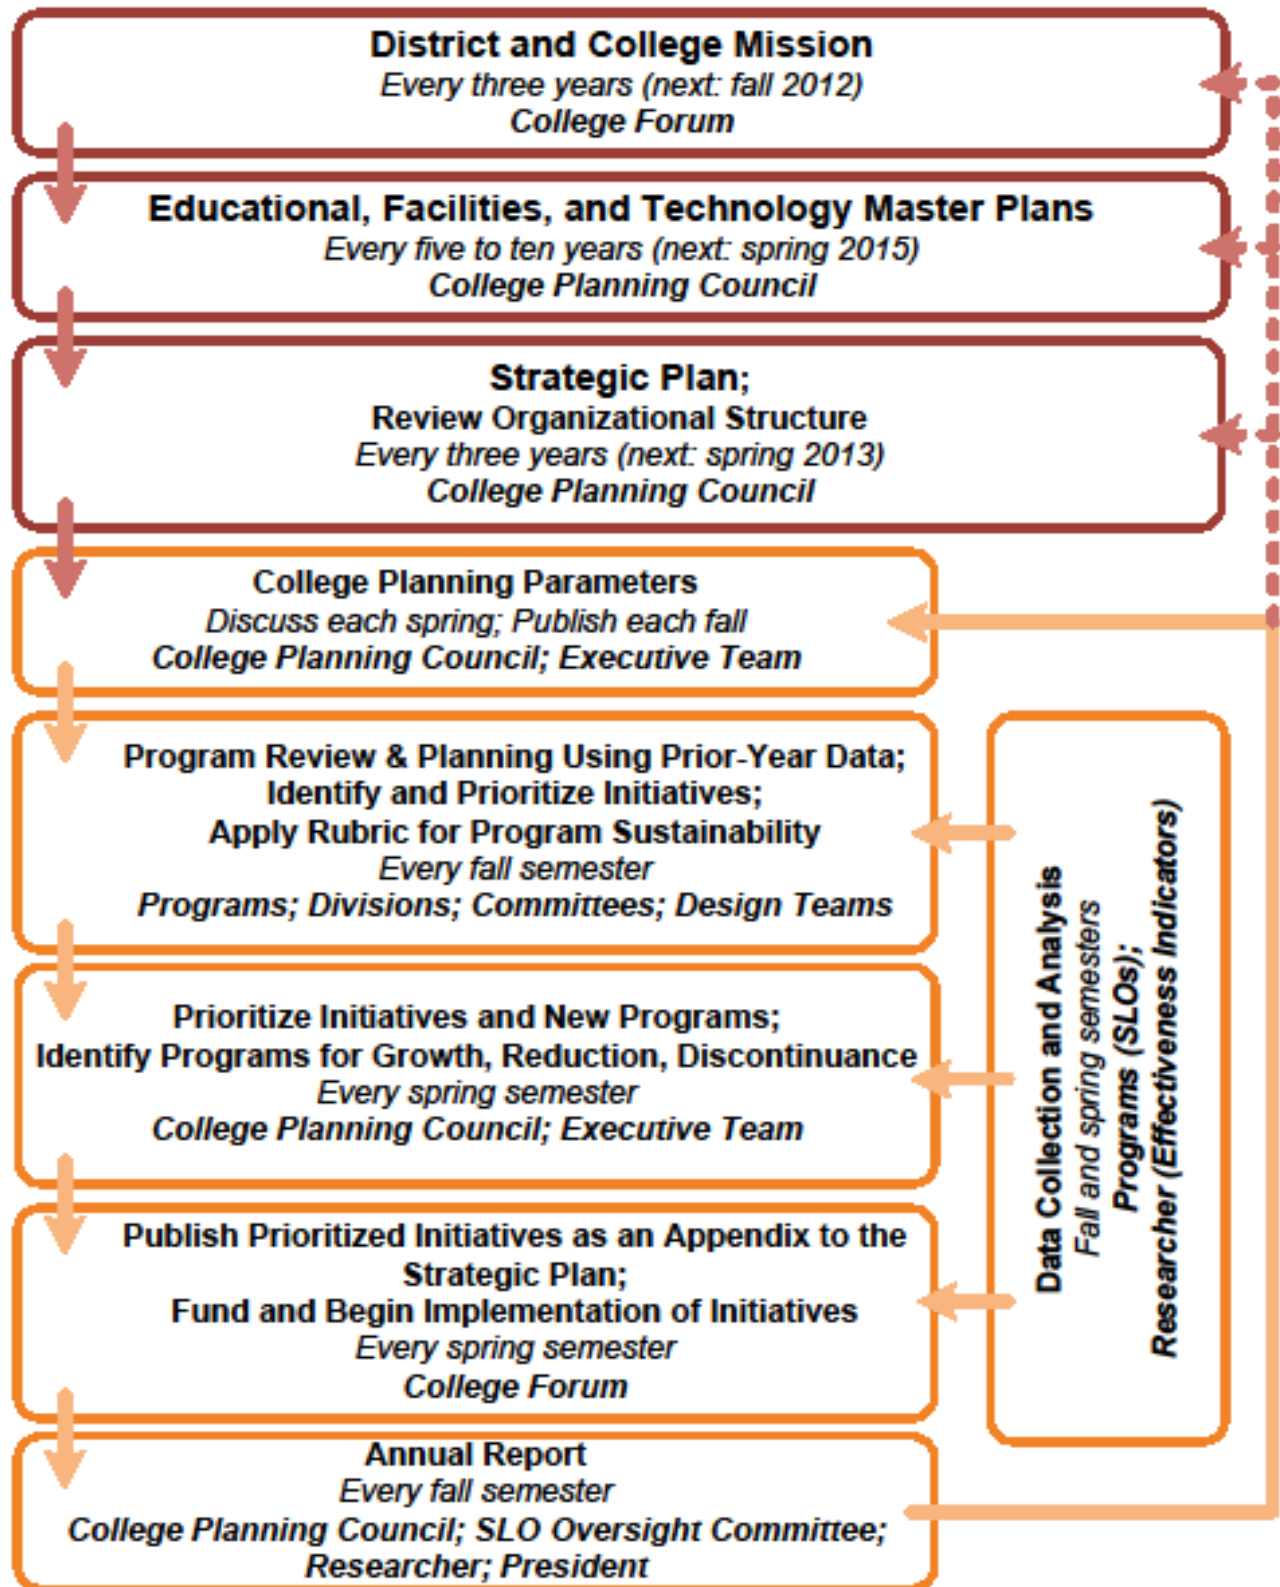 District and College Mission
Every three years (next: fall 2012)
College Forum
Educational, Facilities, and Technology Master Plans
Every five to ten years (next: spring 2015)
College Planning Council
Strategic Plan;
Review Organizational Structure
Every three years (next: spring 2013)
College Planning Council
College Planning Parameters
Discuss each spring; Publish each fall
College Planning Council; Executive Team
Program Review & Planning Using Prior-Year Data;
Identify and Prioritize Initiatives;
Apply Rubric for Program Sustainability
Every fall semester
Programs; Divisions; Committees; Design Teams
Prioritize Initiatives and New Programs;
Identify Programs for Growth, Reduction, Discontinuance
Every spring semester
College Planning Council; Executive Team
Publish Prioritized Initiatives as an Appendix to the
Strategic Plan;
Fund and Begin Implementation of Initiatives
Every spring semester
College Forum
Annual Report
Every fall semester
College Planning Council; SLO Oversight Committee;
Researcher; President
Data Collection and Analysis
Fall and spring semesters
Programs (SLOs);
Researcher (Effectiveness Indicators)